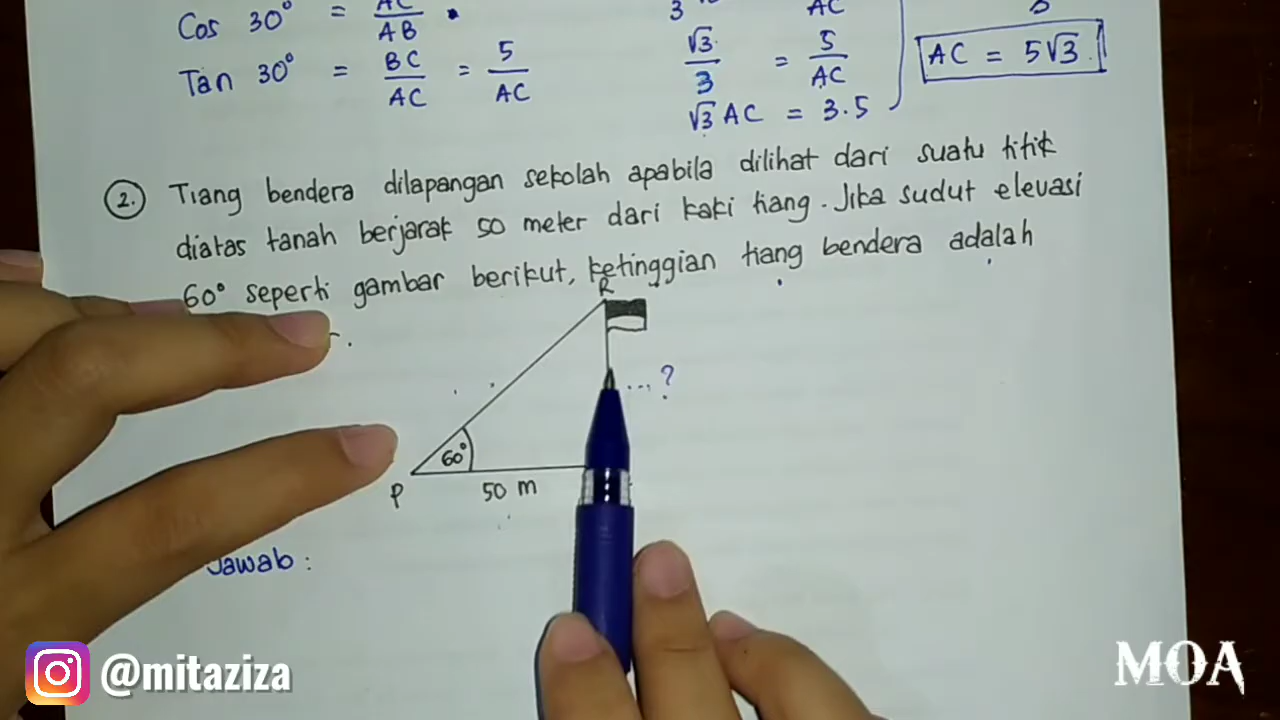 Cos 30° = AC/AB
Tan 30° = BC/AC = 5/AC
√3/3 = 5/AC
√3 AC = 3.5
AC = 5√3
2. Tiang bendera dilapangan sekolah apabila dilihat dari suatu titik
diatas tanah berjarak 50 meter dari kaki tiang. Jika sudut elevasi
60° seperti gambar berikut, ketinggian tiang bendera adalah
R
... ?
60°
P
50 m
Jawab :
@mitaziza
MOA